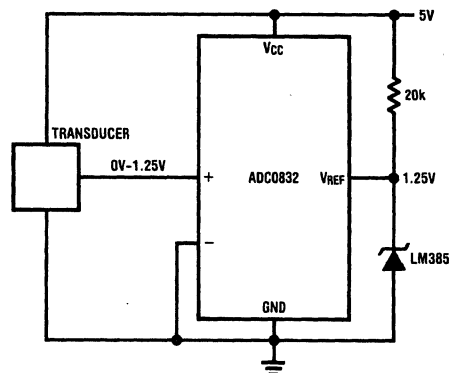 5V
VCC
20k
TRANSDUCER
0V–1.25V
+
ADC0832
VREF
1.25V
−
LM385
GND